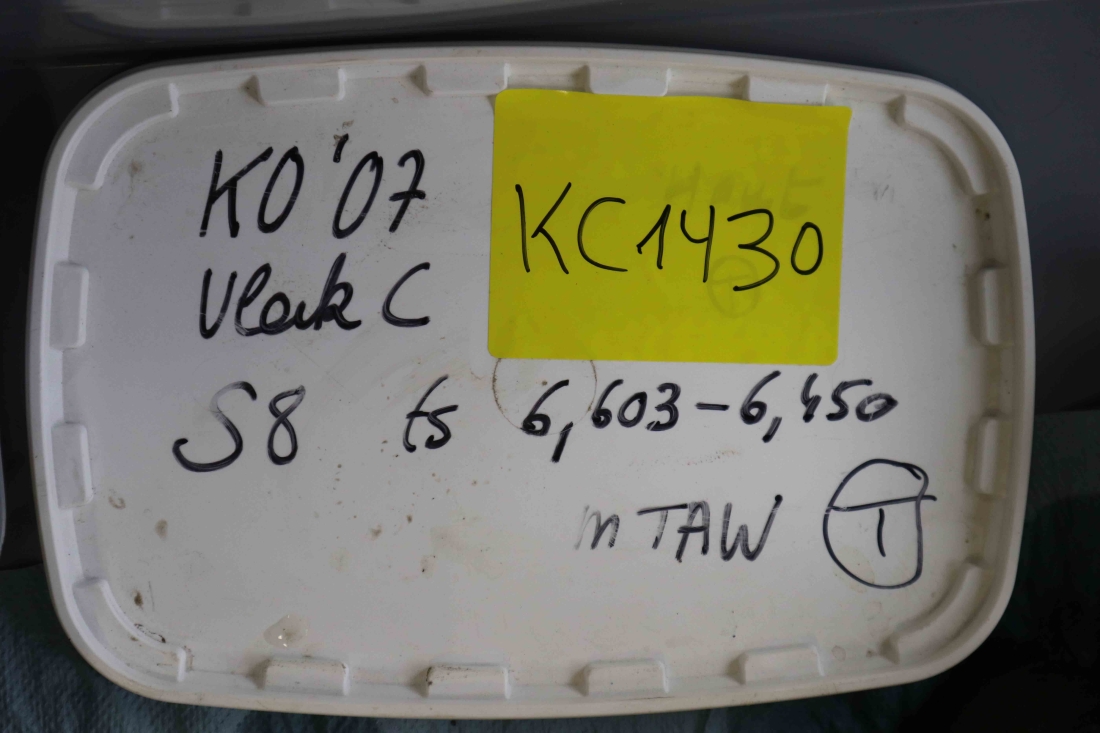 KO '07
KC1430
Vlak C
S8 ts 6,603-6,450
m TAW 1